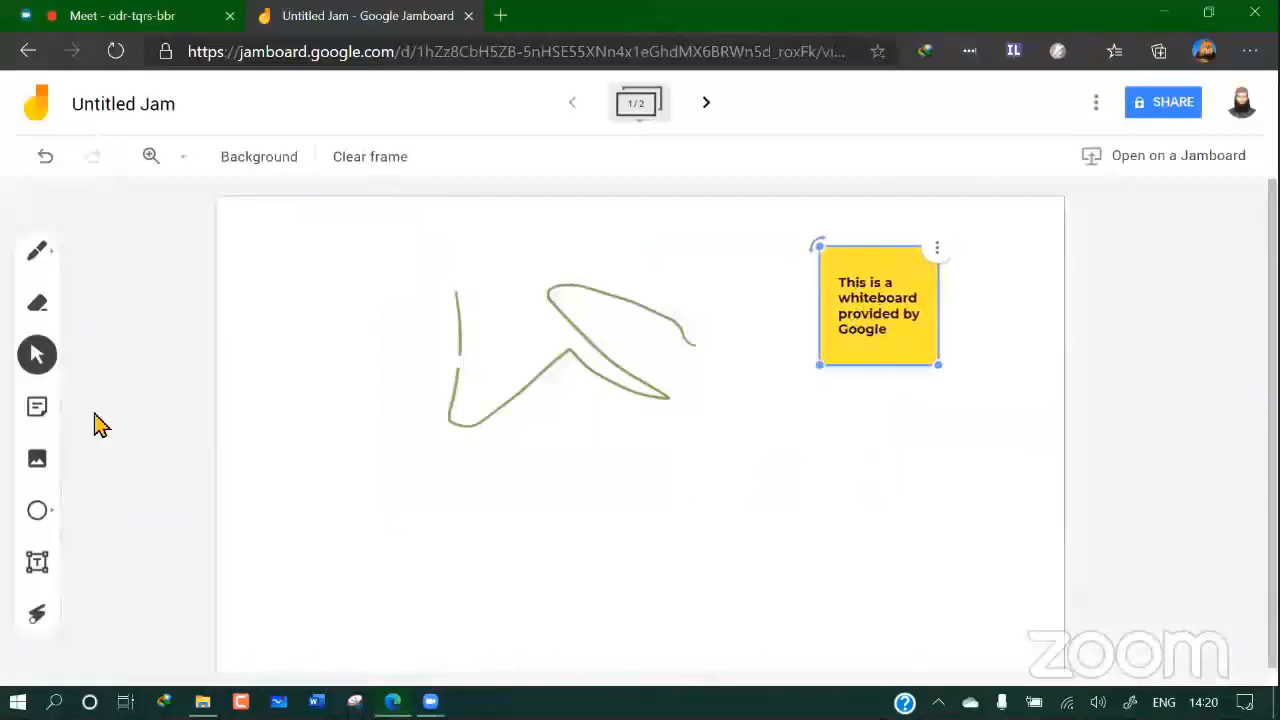 Meet - odr-tqrs-bbr
Untitled Jam - Google Jamboard
https://jamboard.google.com/d/1hZz8CbH5ZB-5nHSE55XNn4x1eGhdMX6BRWn5d_roxFk/vi...
IL
Untitled Jam
1/2
SHARE
Background
Clear frame
Open on a Jamboard
This is a
whiteboard
provided by
Google
zoom
ENG
14:20